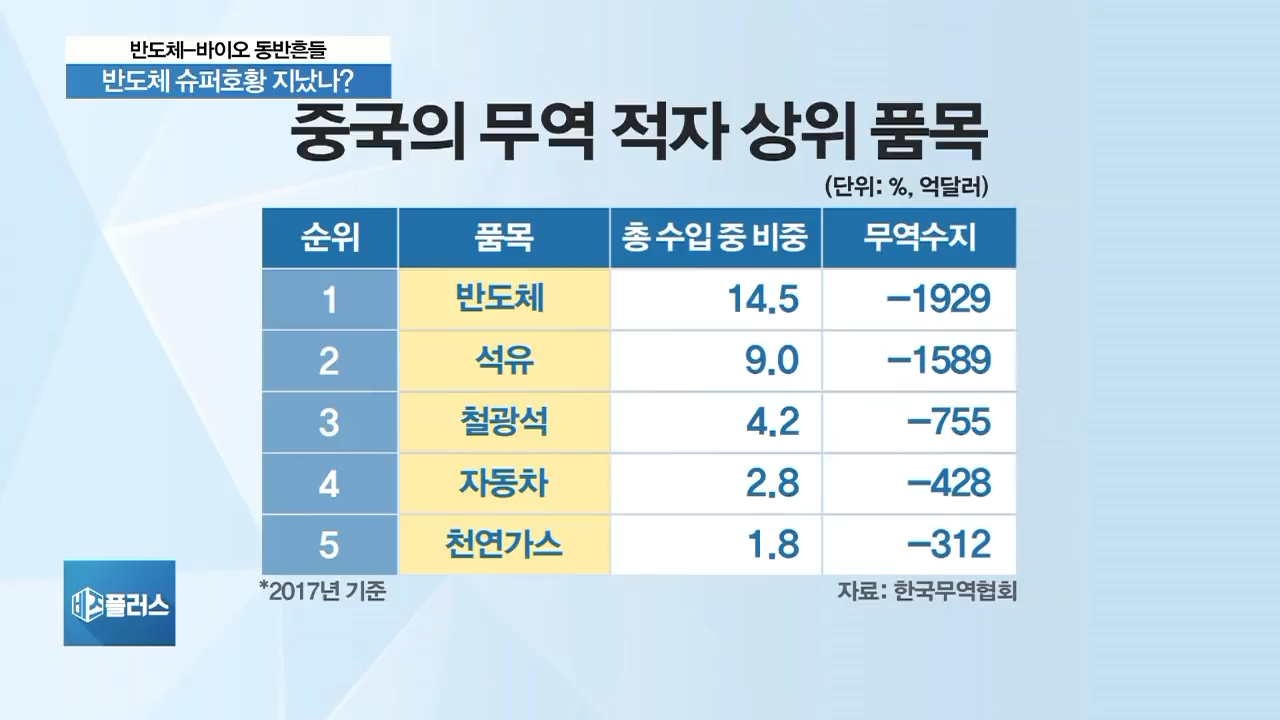 반도체-바이오 동반흔들
반도체 슈퍼호황 지났나?
중국의 무역 적자 상위 품목
(단위: %, 억달러)
순위 품목 총 수입 중 비중 무역수지
1 반도체 14.5 -1929
2 석유 9.0 -1589
3 철광석 4.2 -755
4 자동차 2.8 -428
5 천연가스 1.8 -312
*2017년 기준 자료: 한국무역협회
비즈플러스